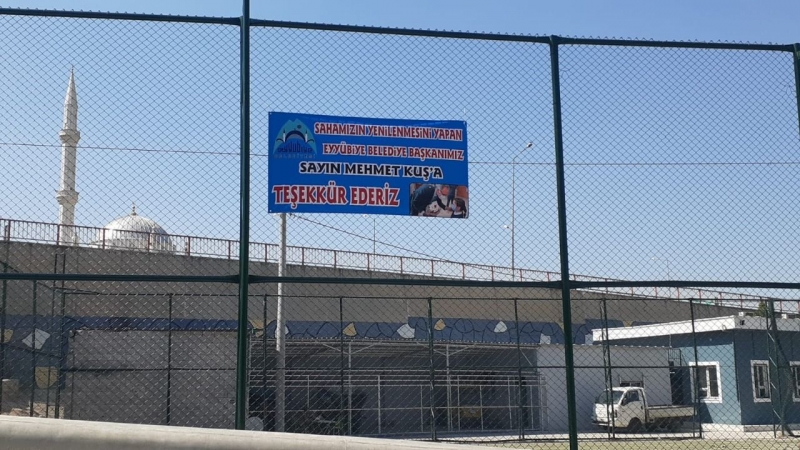 SAHAMIZIN YENİLENMESİNİ YAPAN
EYYÜBİYE BELEDİYE BAŞKANIMIZ
SAYIN MEHMET KUŞ'A
TEŞEKKÜR EDERİZ